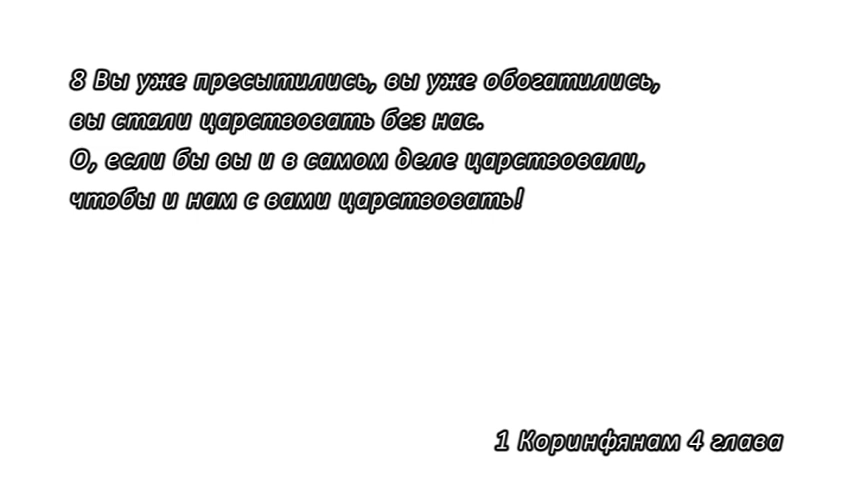 8 Вы уже пресытились, вы уже обогатились,
вы стали царствовать без нас.
О, если бы вы и в самом деле царствовали,
чтобы и нам с вами царствовать!
1 Коринфянам 4 глава